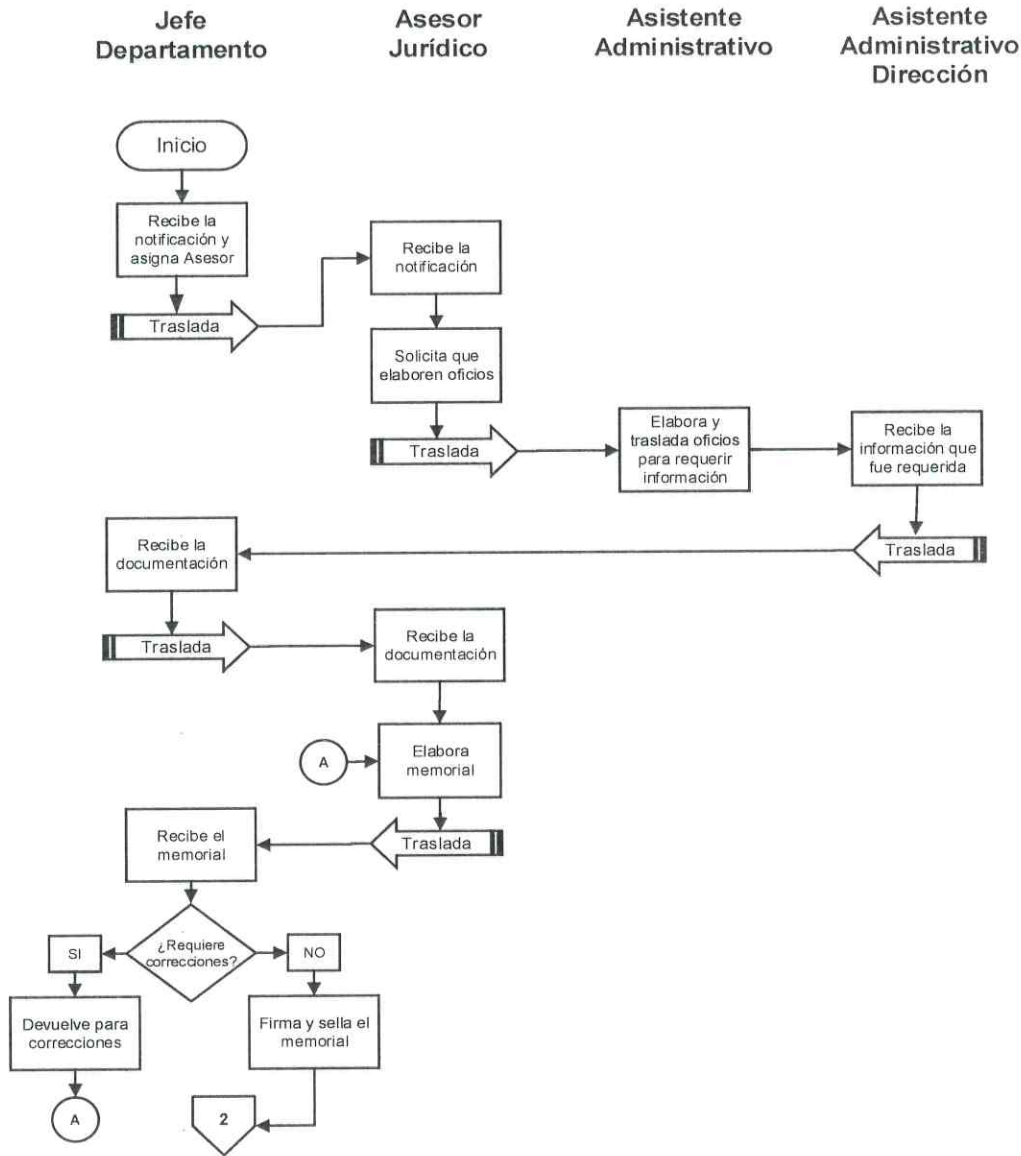 Jefe
Departamento
Asesor
Jurídico
Asistente
Administrativo
Asistente
Administrativo
Dirección
Inicio
Recibe la
notificación y
asigna Asesor
Traslada
Recibe la
notificación
Solicita que
elaboren oficios
Traslada
Elabora y
traslada oficios
para requerir
información
Recibe la
información que
fue requerida
Traslada
Recibe la
documentación
Traslada
Recibe la
documentación
A
Elabora
memorial
Traslada
Recibe el
memorial
¿Requiere
correcciones?
SI
NO
Devuelve para
correcciones
Firma y sella el
memorial
A
2